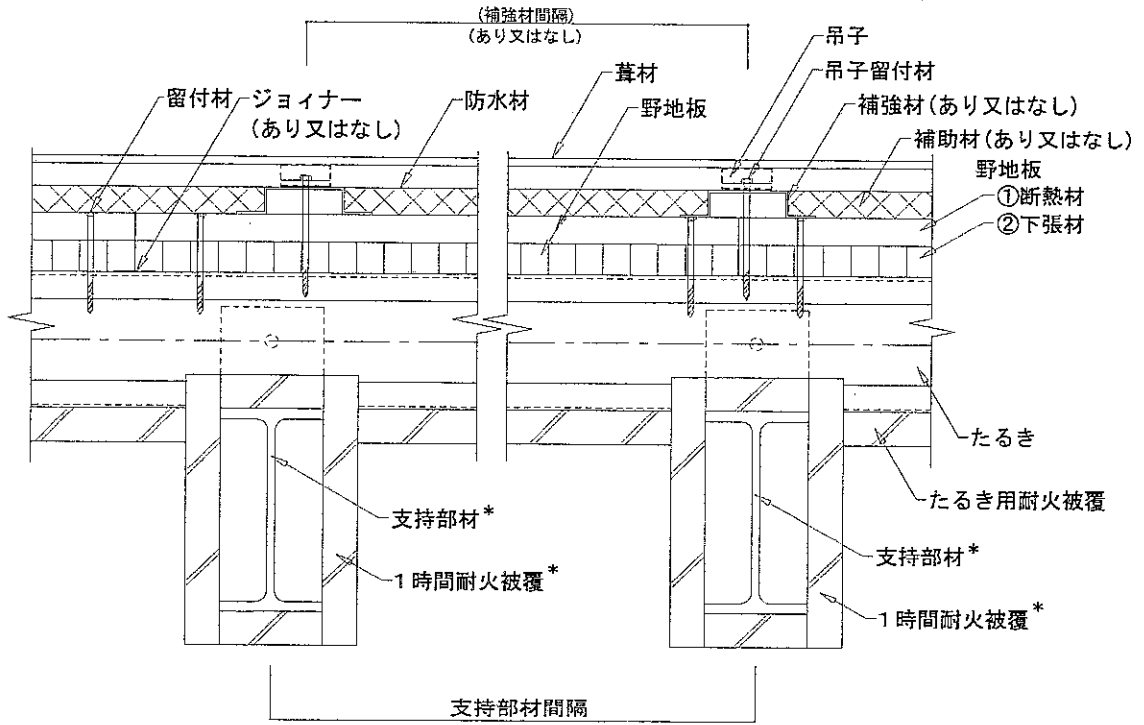 (補強材間隔)
(あり又はなし)
吊子
吊子留付材
葺材
留付材
ジョイナー
(あり又はなし)
防水材
野地板
補強材(あり又はなし)
補助材(あり又はなし)
野地板
①断熱材
②下張材
たるき
たるき用耐火被覆
支持部材*
1時間耐火被覆*
支持部材*
1時間耐火被覆*
支持部材間隔